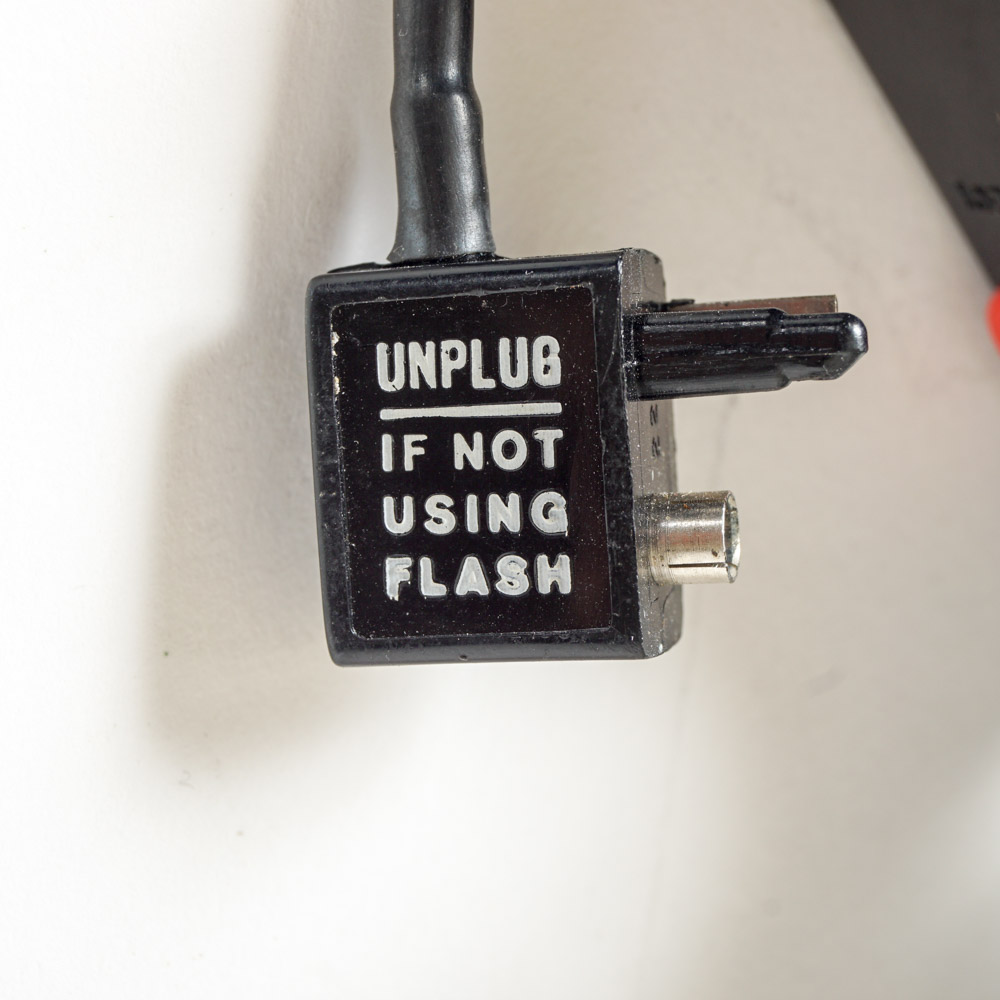 UNPLUG
IF NOT
USING
FLASH